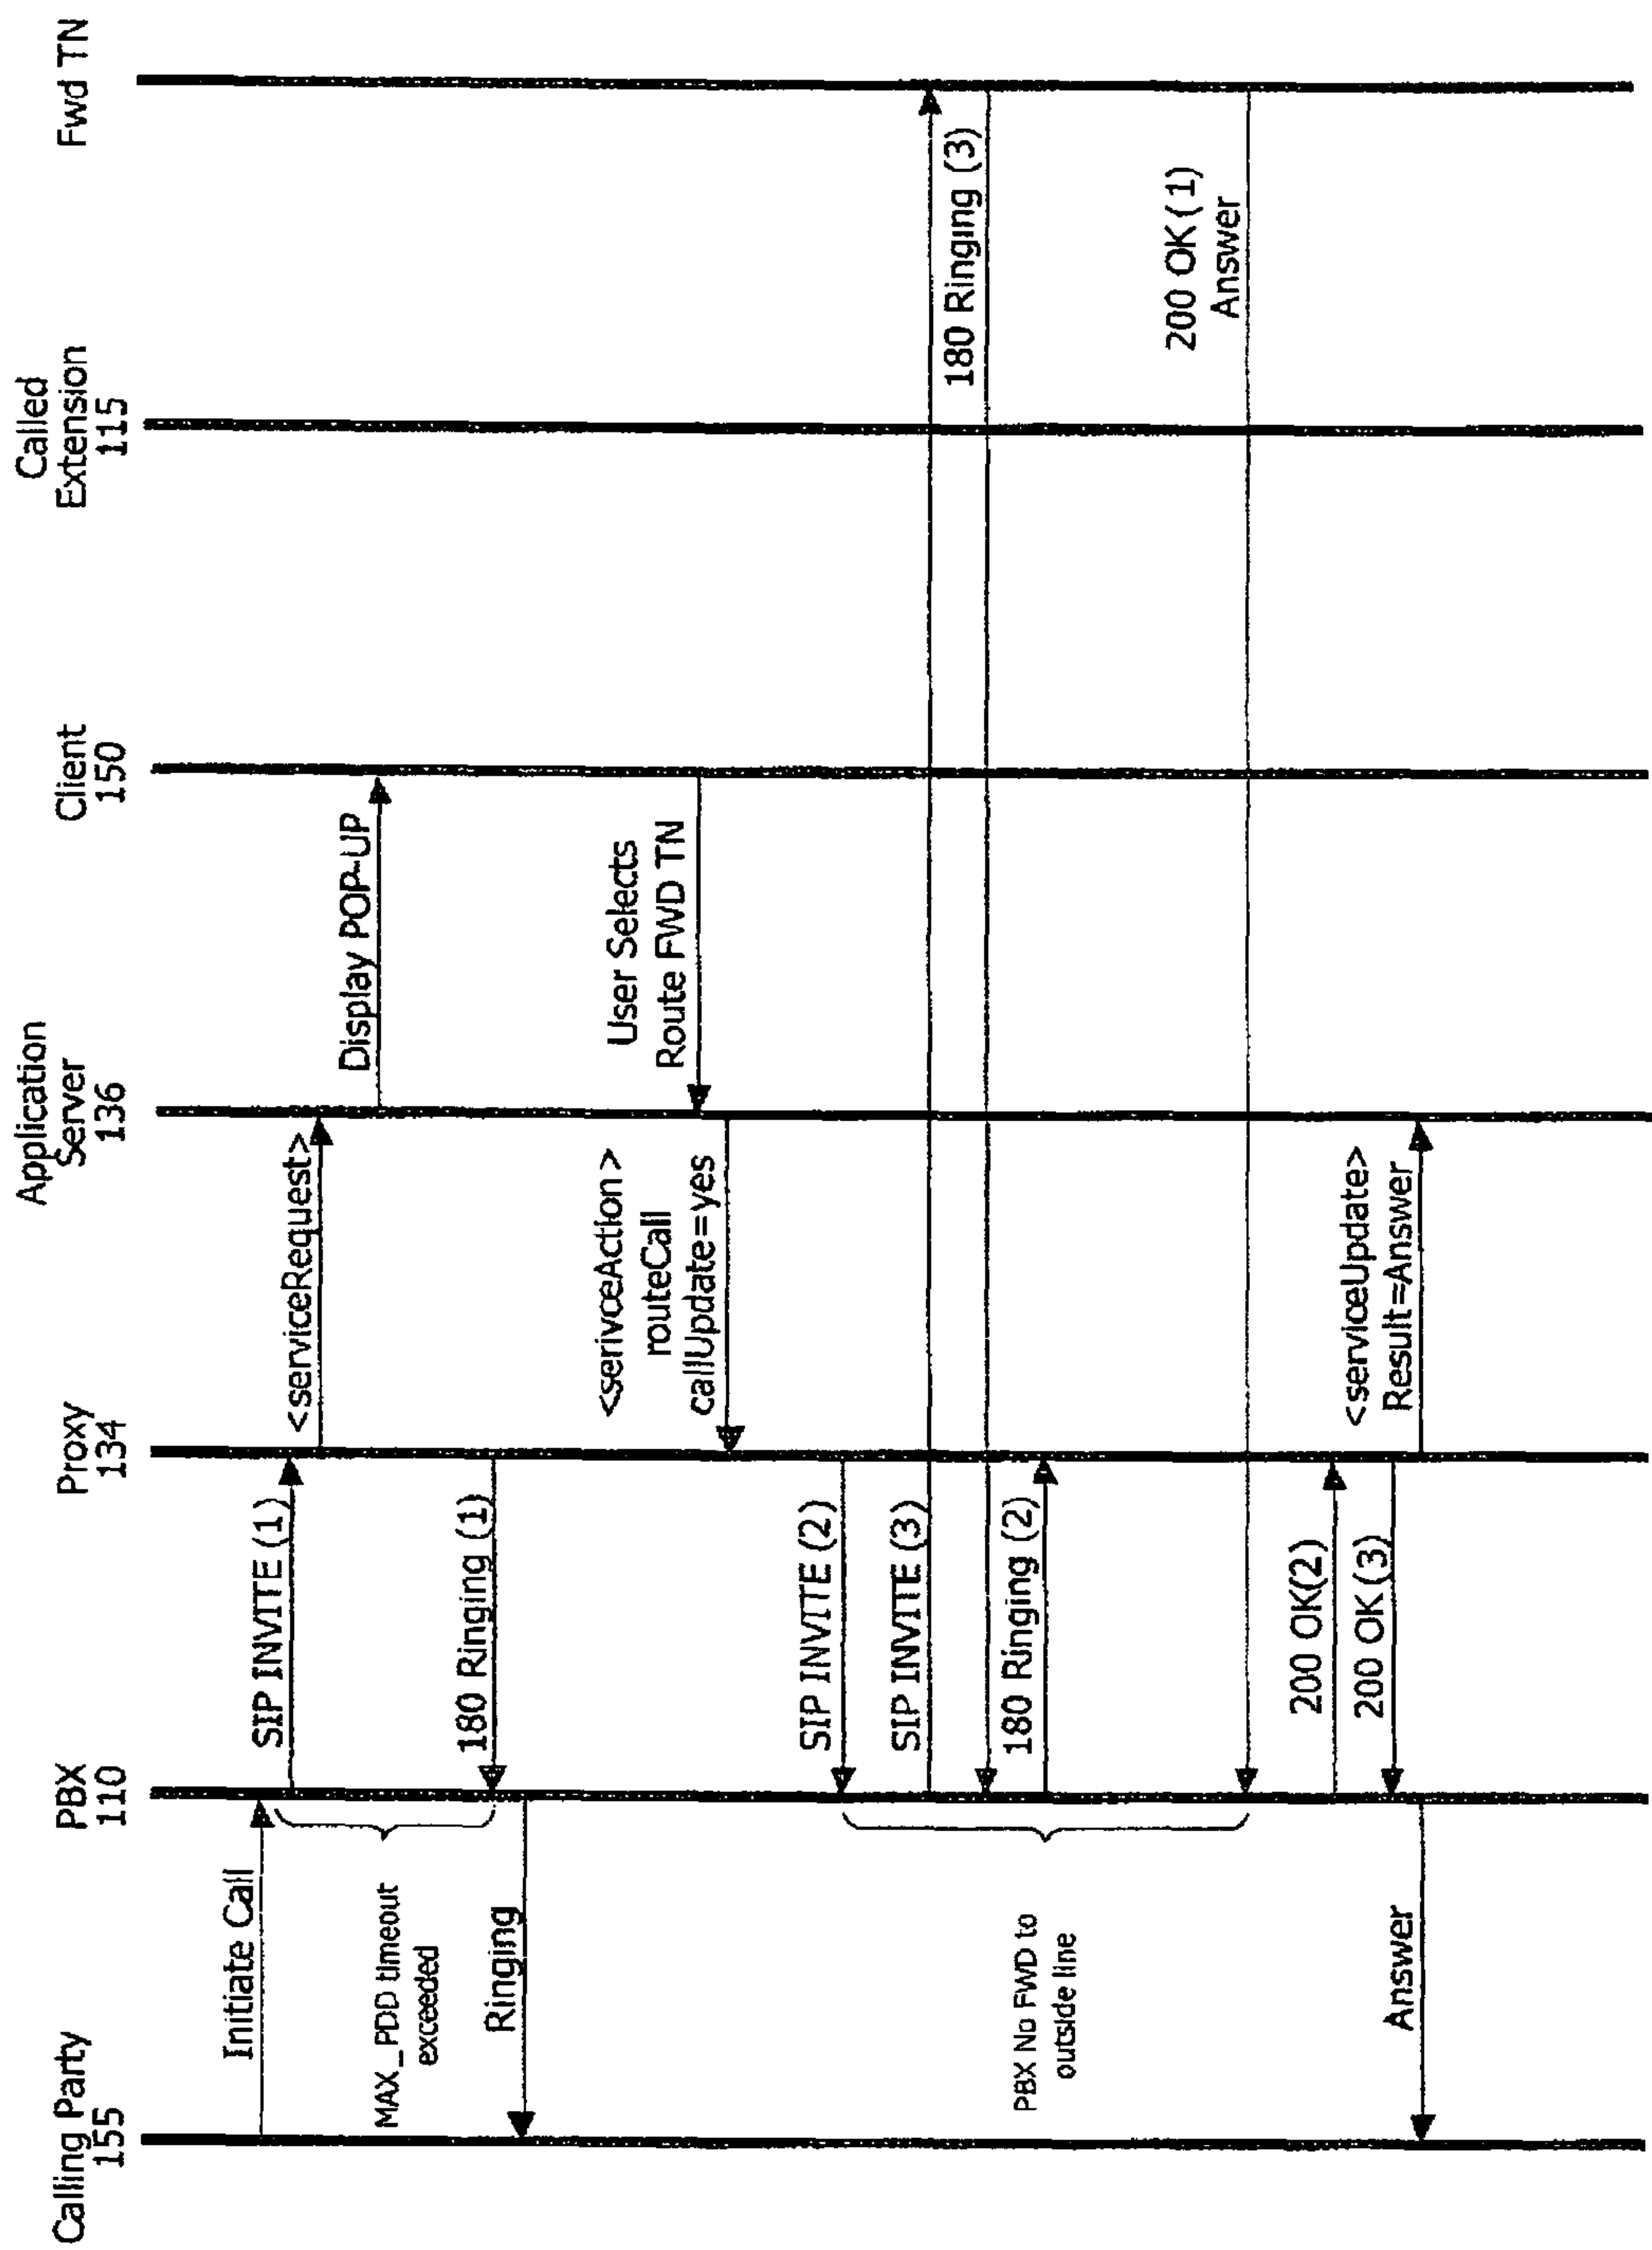 Calling Party
155
PBX
110
Proxy
134
Application
Server
136
Client
150
Called
Extension
115
Fwd TN
Initiate Call
SIP INVITE (1)
<serviceRequest>
Display POP-UP
MAX_PDD timeout
exceeded
180 Ringing (1)
Ringing
User Selects
Route FWD TN
<serivceAction>
routeCall
callUpdate=yes
SIP INVITE (2)
SIP INVITE (3)
180 Ringing (3)
180 Ringing (2)
PBX No FWD to
outside line
200 OK(1)
Answer
200 OK(2)
200 OK(3)
<serviceUpdate>
Result=Answer
Answer